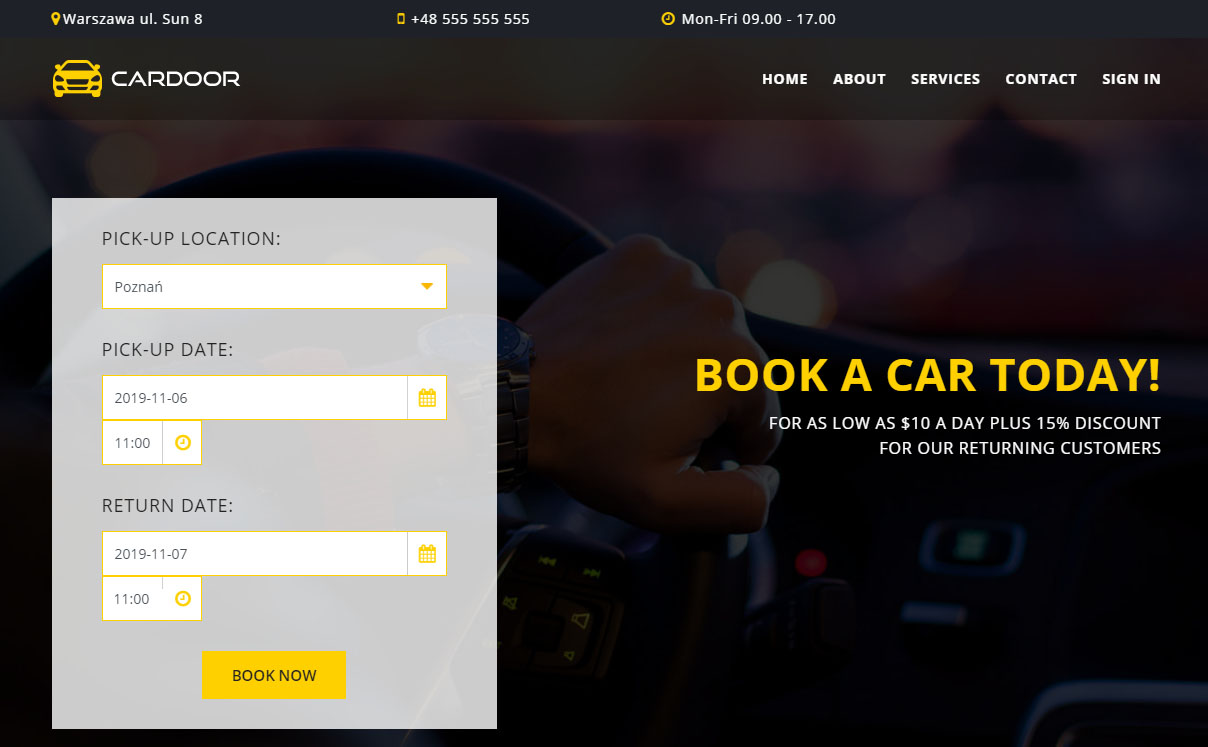 Warszawa ul. Sun 8
+48 555 555 555
Mon-Fri 09.00 - 17.00
CARDOOR
HOME ABOUT SERVICES CONTACT SIGN IN
PICK-UP LOCATION:
Poznań
PICK-UP DATE:
2019-11-06
11:00
RETURN DATE:
2019-11-07
11:00
BOOK NOW
BOOK A CAR TODAY!
FOR AS LOW AS $10 A DAY PLUS 15% DISCOUNT
FOR OUR RETURNING CUSTOMERS